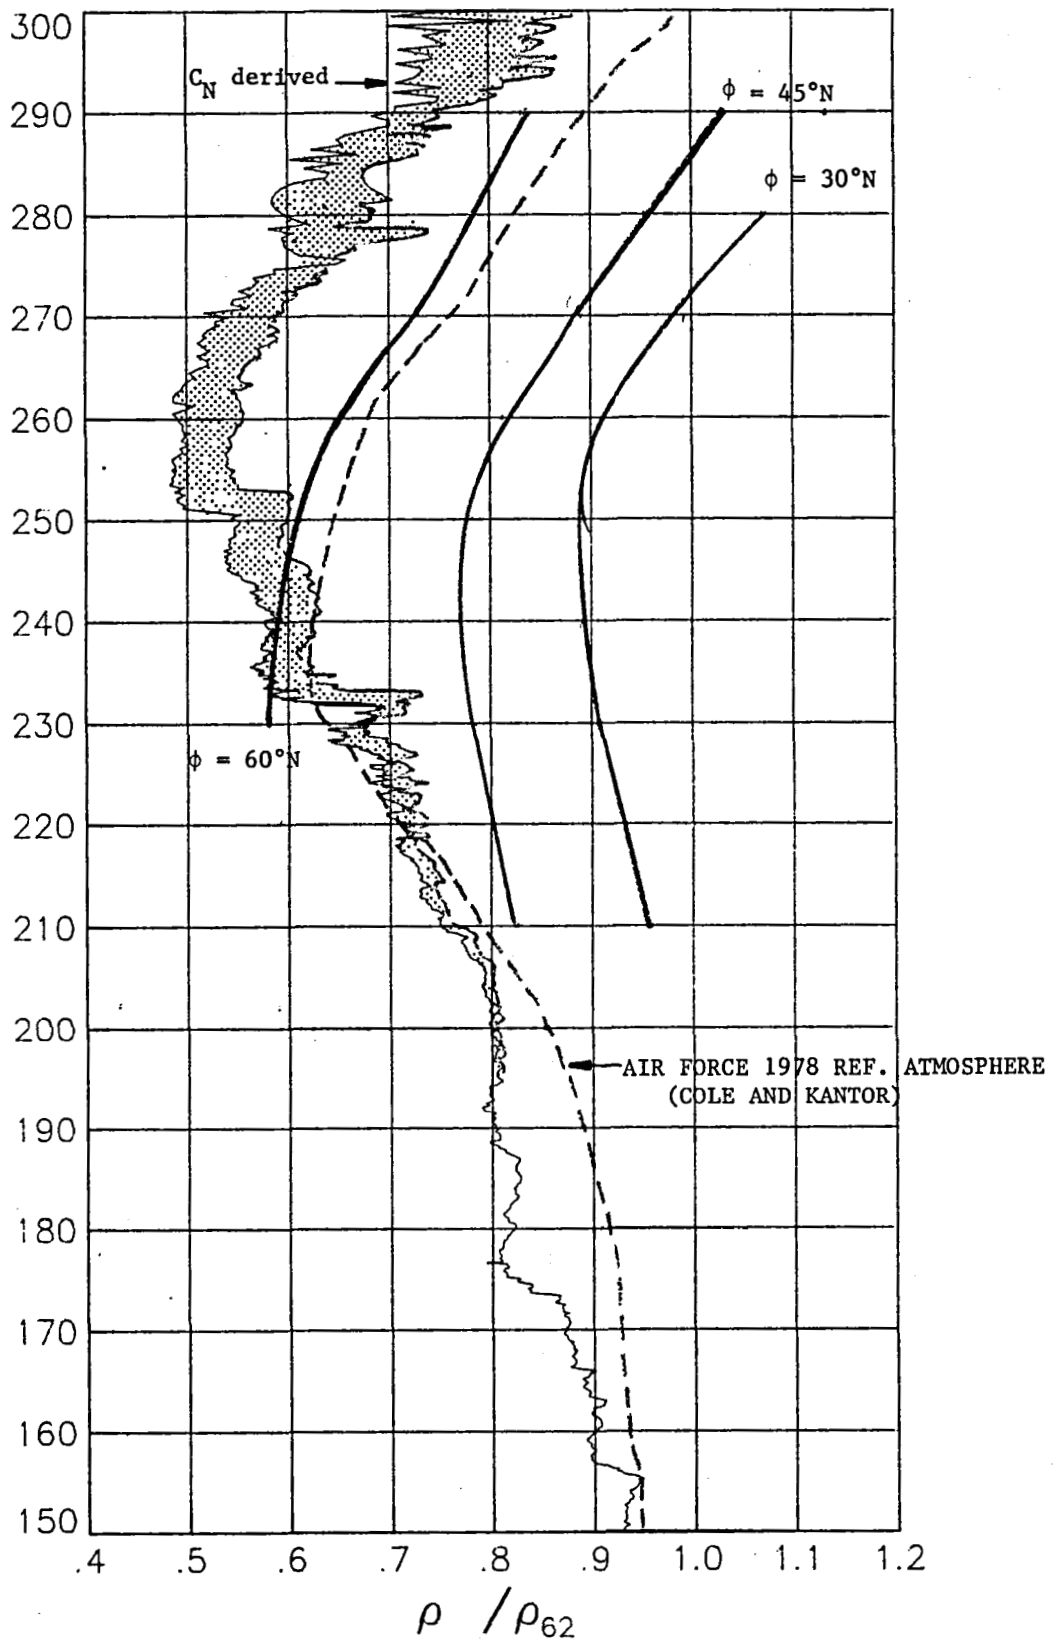 300
C_N derived
290
ϕ = 45°N
ϕ = 30°N
280
270
260
250
240
230
ϕ = 60°N
220
210
200
AIR FORCE 1978 REF. ATMOSPHERE
(COLE AND KANTOR)
190
180
170
160
150
.4 .5 .6 .7 .8 .9 1.0 1.1 1.2
ρ /ρ₆₂